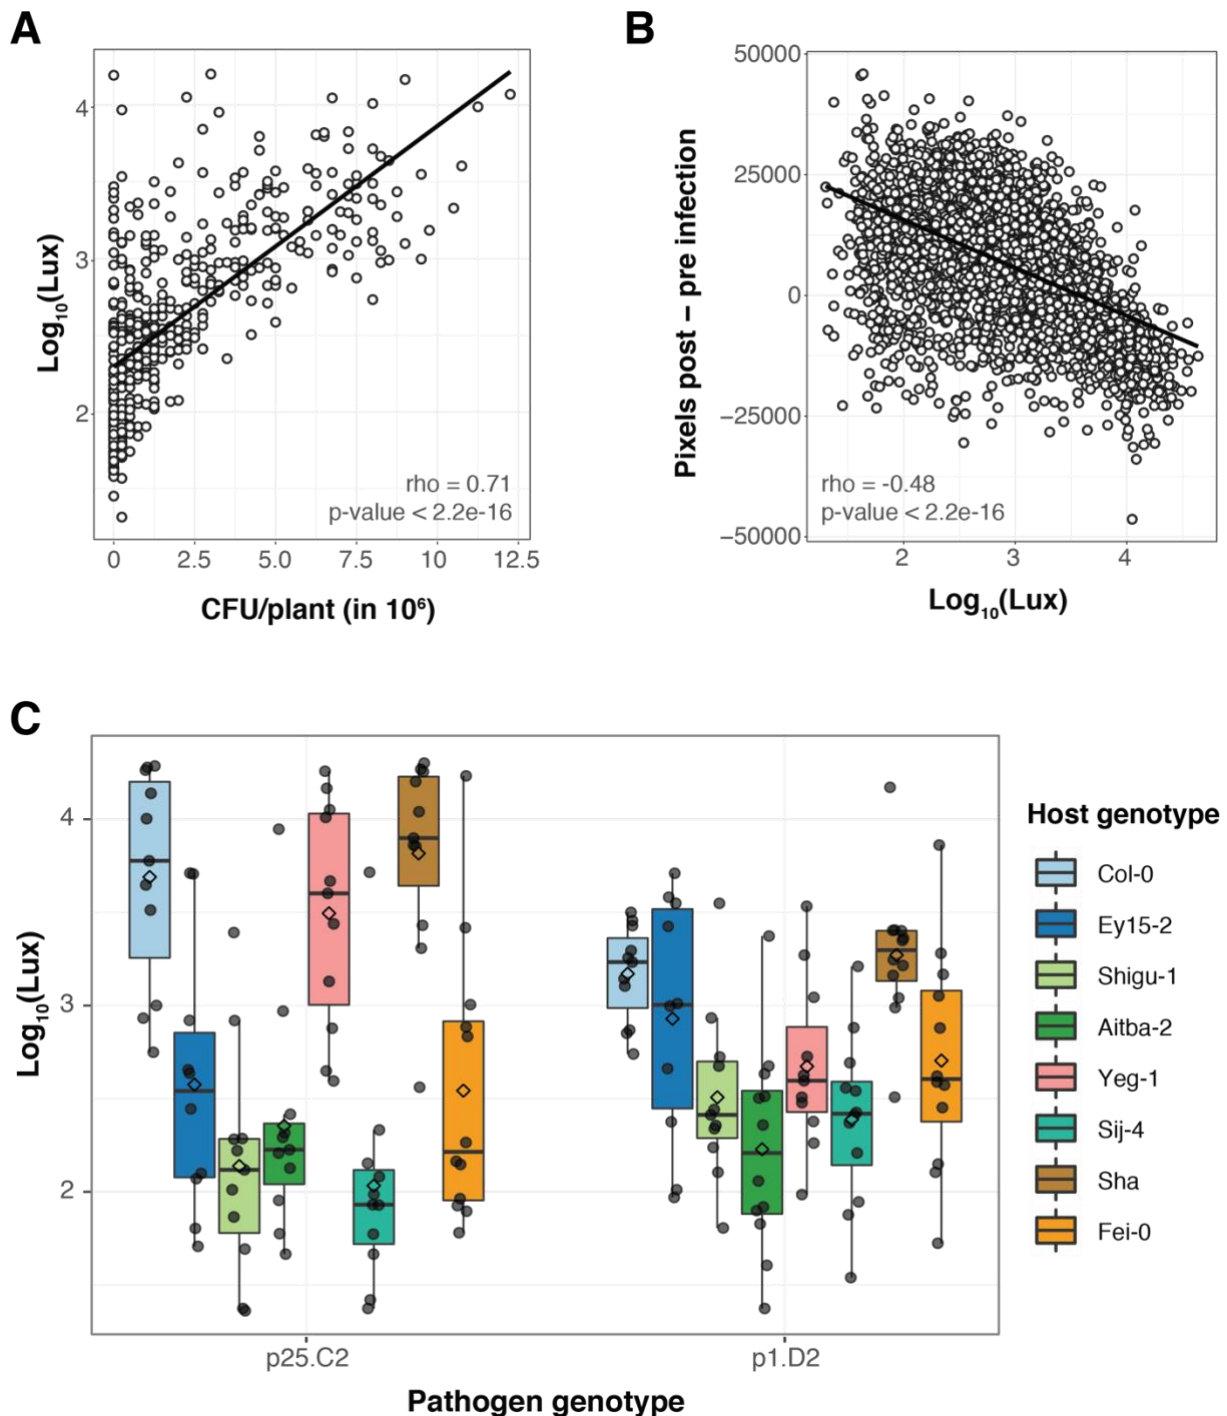 A
B
4
3
2
Log10(Lux)
rho = 0.71
p-value < 2.2e-16
0 2.5 5.0 7.5 10 12.5
CFU/plant (in 10⁶)
50000
25000
0
−25000
−50000
Pixels post − pre infection
rho = -0.48
p-value < 2.2e-16
2 3 4
Log10(Lux)
C
4
3
2
Log10(Lux)
p25.C2 p1.D2
Pathogen genotype
Host genotype
Col-0
Ey15-2
Shigu-1
Aitba-2
Yeg-1
Sij-4
Sha
Fei-0